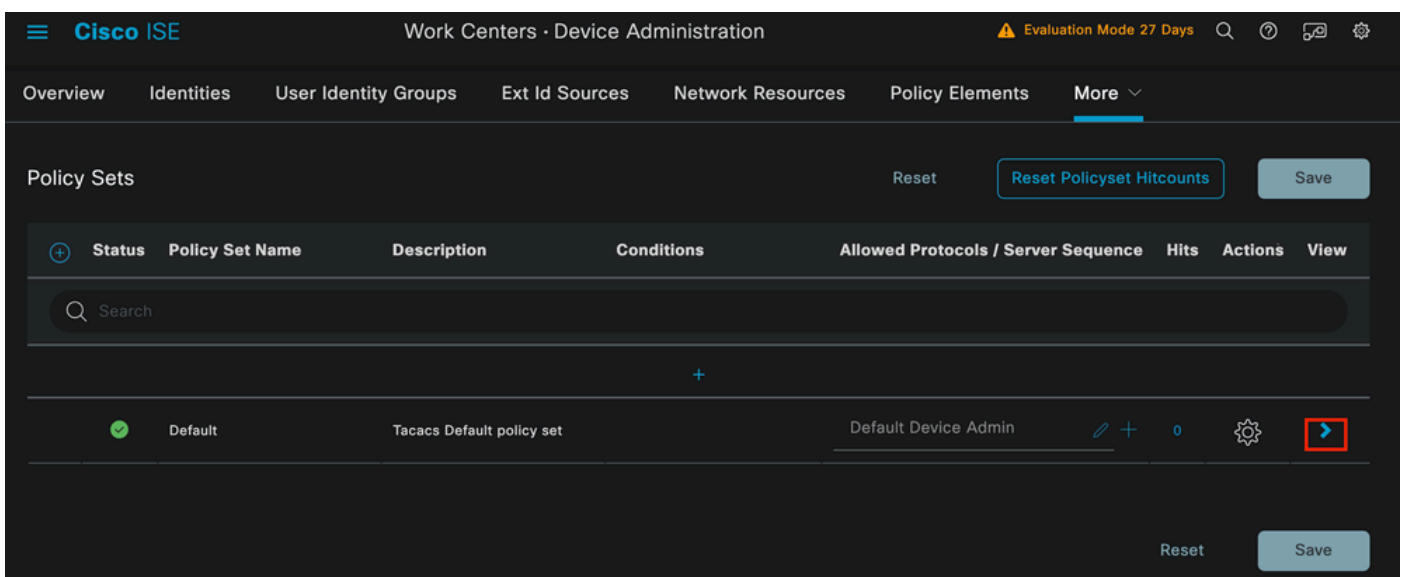 Cisco ISE Work Centers · Device Administration Evaluation Mode 27 Days
Overview Identities User Identity Groups Ext Id Sources Network Resources Policy Elements More
Policy Sets Reset Reset Policyset Hitcounts Save
Status Policy Set Name Description Conditions Allowed Protocols / Server Sequence Hits Actions View
Search
+
Default Tacacs Default policy set Default Device Admin + 0
Reset Save